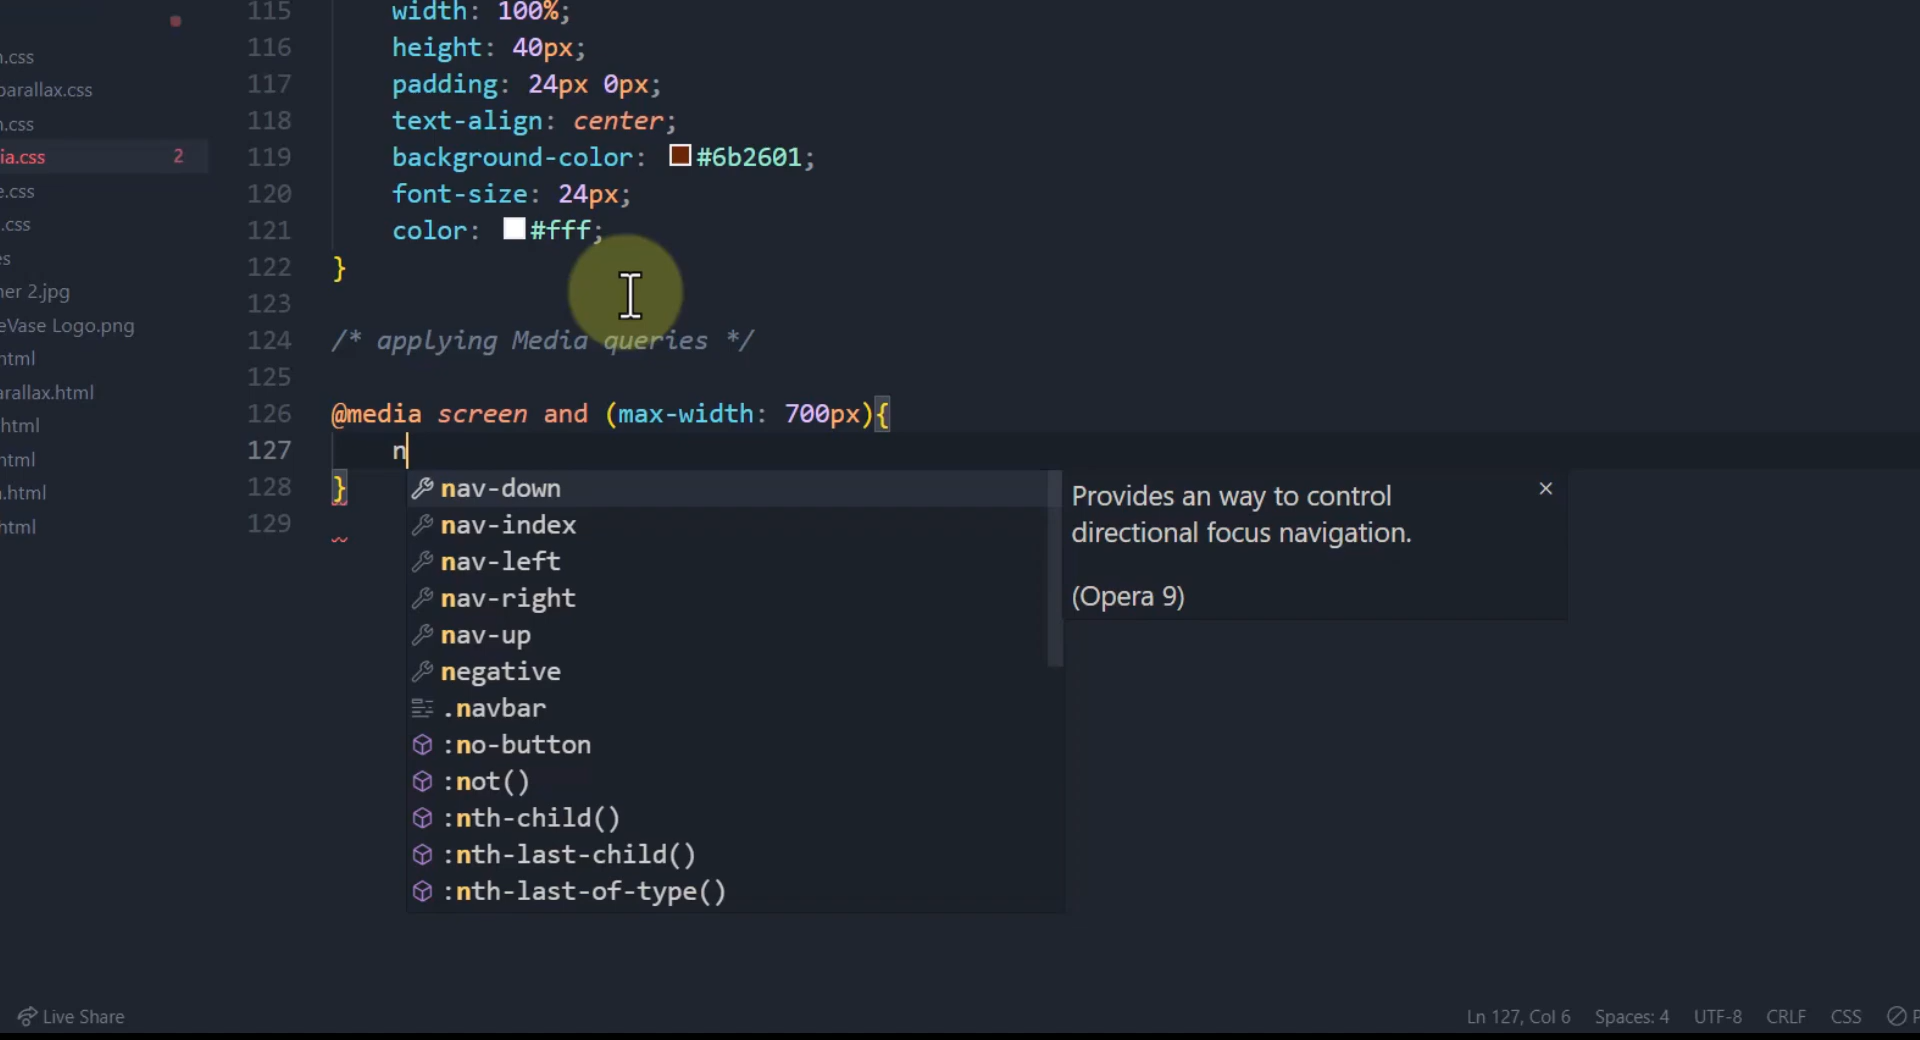 115 width: 100%;
116 height: 40px;
117 padding: 24px 0px;
118 text-align: center;
119 background-color: #6b2601;
120 font-size: 24px;
121 color: #fff;
122 }
123
124 /* applying Media queries */
125
126 @media screen and (max-width: 700px){
127 n
128 }
129
n.css
parallax.css
n.css
ia.css 2
e.css
.css
es
ner 2.jpg
eVase Logo.png
html
arallax.html
html
html
n.html
html
nav-down
nav-index
nav-left
nav-right
nav-up
negative
.navbar
:no-button
:not()
:nth-child()
:nth-last-child()
:nth-last-of-type()
Provides an way to control
directional focus navigation.
(Opera 9)
Live Share
Ln 127, Col 6 Spaces: 4 UTF-8 CRLF CSS